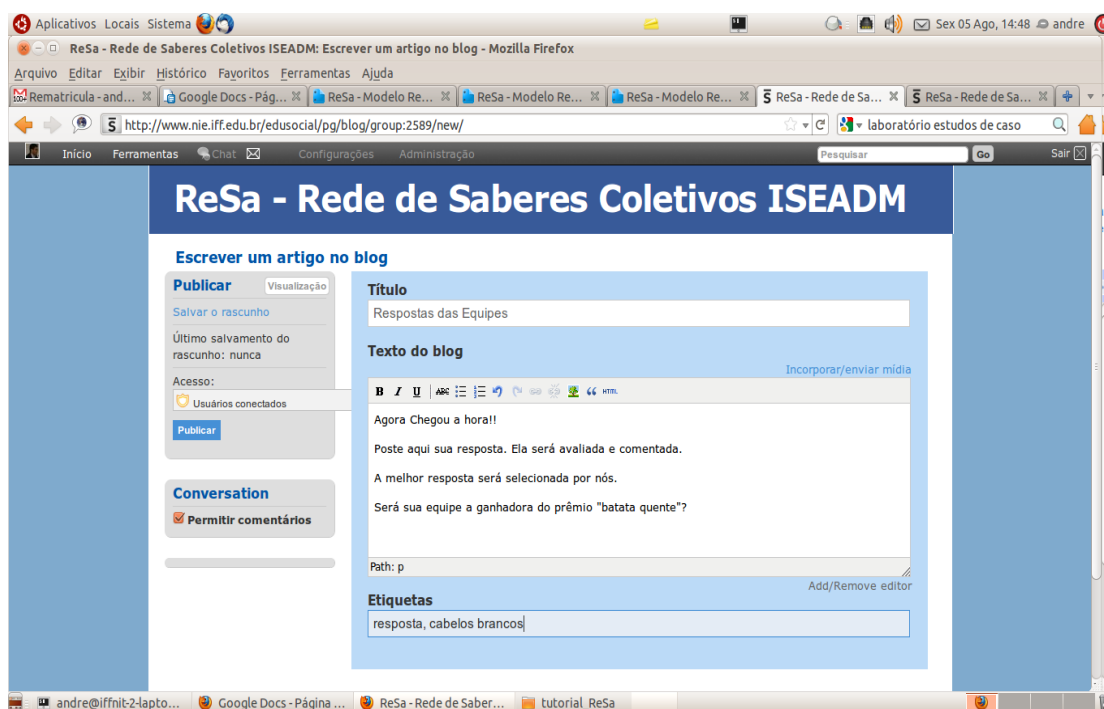 Aplicativos Locais Sistema Sex 05 Ago, 14:48 andre
ReSa - Rede de Saberes Coletivos ISEADM: Escrever um artigo no blog - Mozilla Firefox
Arquivo Editar Exibir Histórico Favoritos Ferramentas Ajuda
Rematricula - and... Google Docs - Pág... ReSa - Modelo Re... ReSa - Modelo Re... ReSa - Modelo Re... ReSa - Rede de Sa... ReSa - Rede de Sa...
http://www.nie.iff.edu.br/edusocial/pg/blog/group:2589/new/ laboratório estudos de caso
Início Ferramentas Chat Configurações Administração Pesquisar Go Sair
ReSa - Rede de Saberes Coletivos ISEADM
Escrever um artigo no blog
Publicar Visualização
Salvar o rascunho
Último salvamento do
rascunho: nunca
Acesso:
Usuários conectados
Publicar
Conversation
Permitir comentários
Título
Respostas das Equipes
Texto do blog
Incorporar/enviar mídia
B I U ABC HTML
Agora Chegou a hora!!
Poste aqui sua resposta. Ela será avaliada e comentada.
A melhor resposta será selecionada por nós.
Será sua equipe a ganhadora do prêmio "batata quente"?
Path: p
Add/Remove editor
Etiquetas
resposta, cabelos brancos
andre@iffnit-2-lapto... Google Docs - Página ... ReSa - Rede de Saber... tutorial ReSa